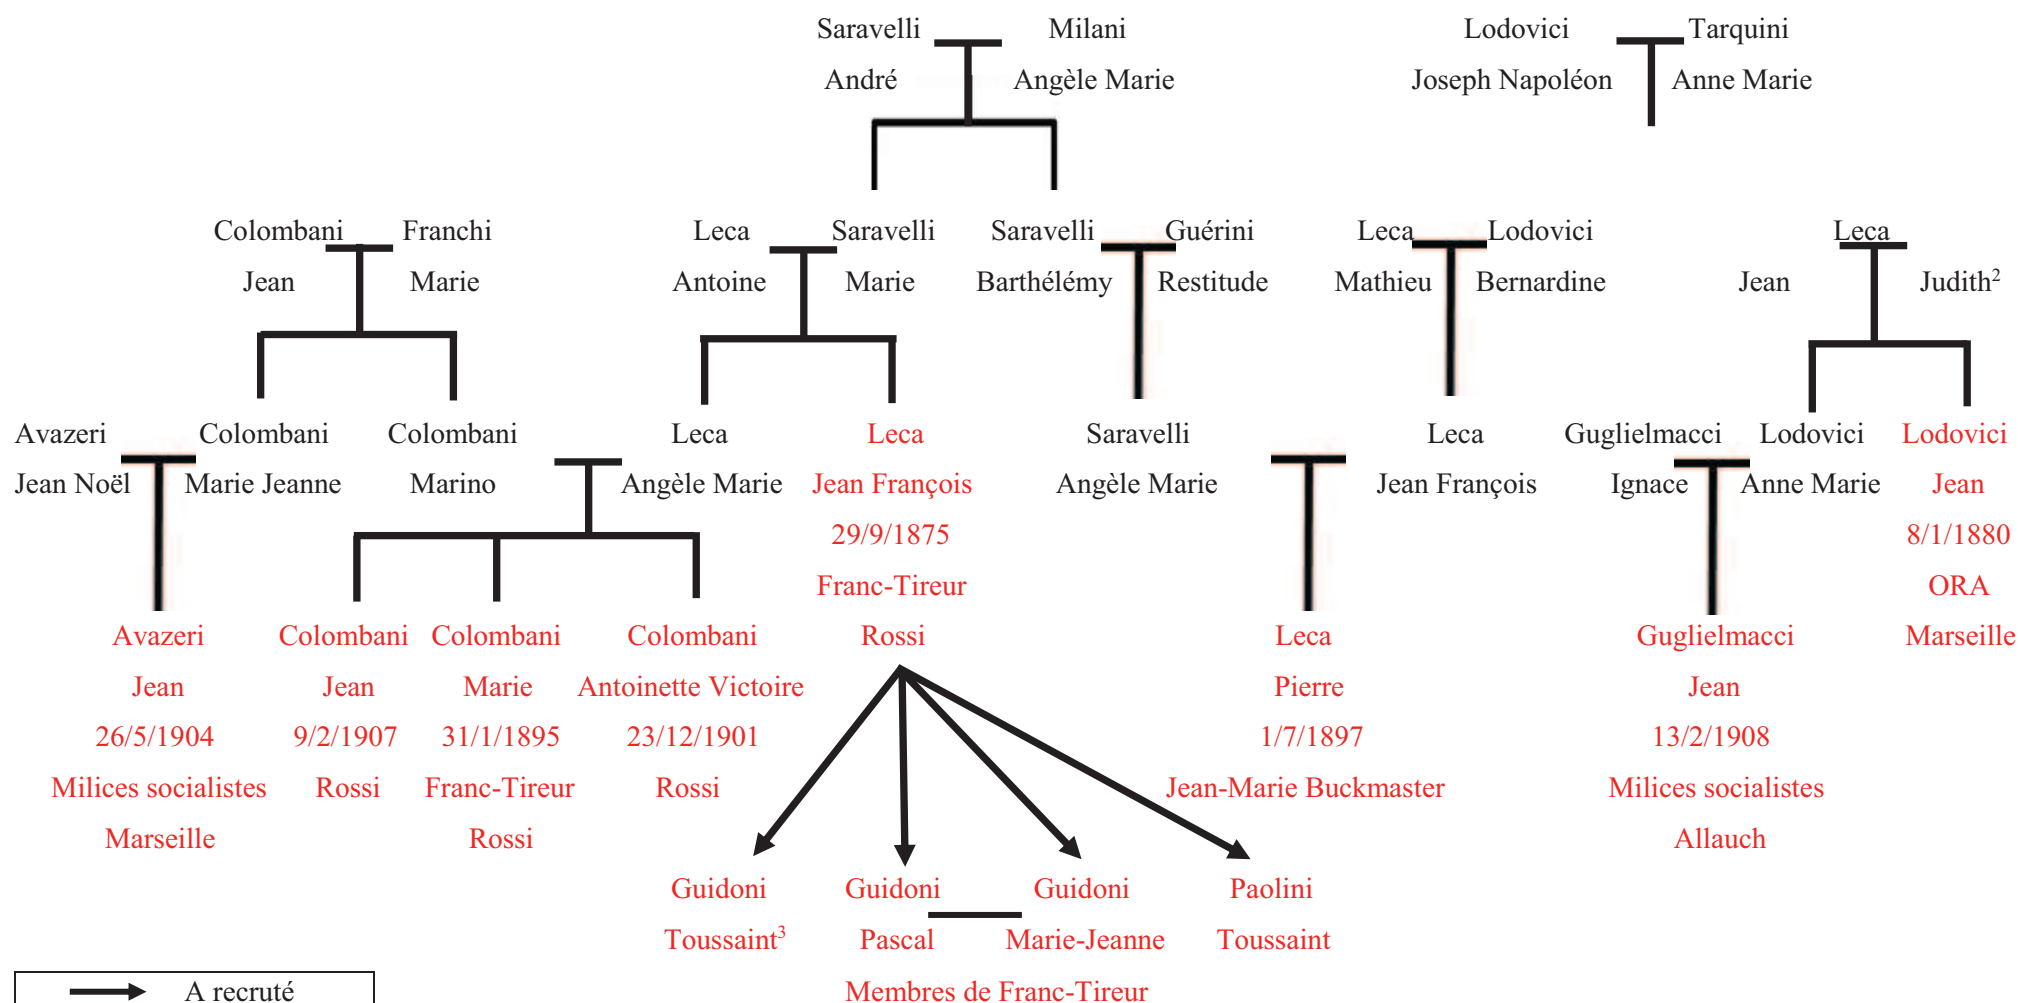 Saravelli Milani Lodovici Tarquini
André Angèle Marie Joseph Napoléon Anne Marie
Colombani Franchi Leca Saravelli Saravelli Guérini Leca Lodovici Leca
Jean Marie Antoine Marie Barthélémy Restitude Mathieu Bernardine Jean Judith²
Avazeri Colombani Colombani Leca Leca Saravelli Leca Guglielmacci Lodovici Lodovici
Jean Noël Marie Jeanne Marino Angèle Marie Jean François Angèle Marie Jean François Ignace Anne Marie Jean
29/9/1875 8/1/1880
Franc-Tireur ORA
Avazeri Colombani Colombani Colombani Rossi Leca Guglielmacci Marseille
Jean Jean Marie Antoinette Victoire Pierre Jean
26/5/1904 9/2/1907 31/1/1895 23/12/1901 1/7/1897 13/2/1908
Milices socialistes Rossi Franc-Tireur Rossi Jean-Marie Buckmaster Milices socialistes
Marseille Rossi Allauch
Guidoni Guidoni Guidoni Paolini
Toussaint³ Pascal Marie-Jeanne Toussaint
A recruté Membres de Franc-Tireur